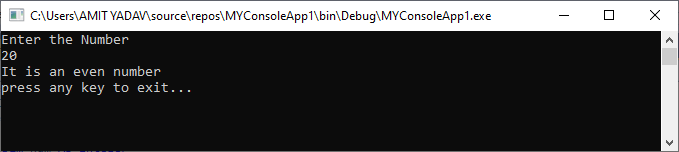 C:\Users\AMIT YADAV\source\repos\MYConsoleApp1\bin\Debug\MYConsoleApp1.exe
Enter the Number
20
It is an even number
press any key to exit...